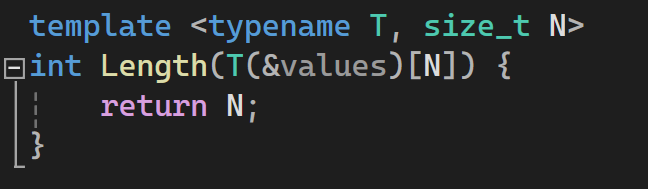 template <typename T, size_t N>
int Length(T(&values)[N]) {
    return N;
}